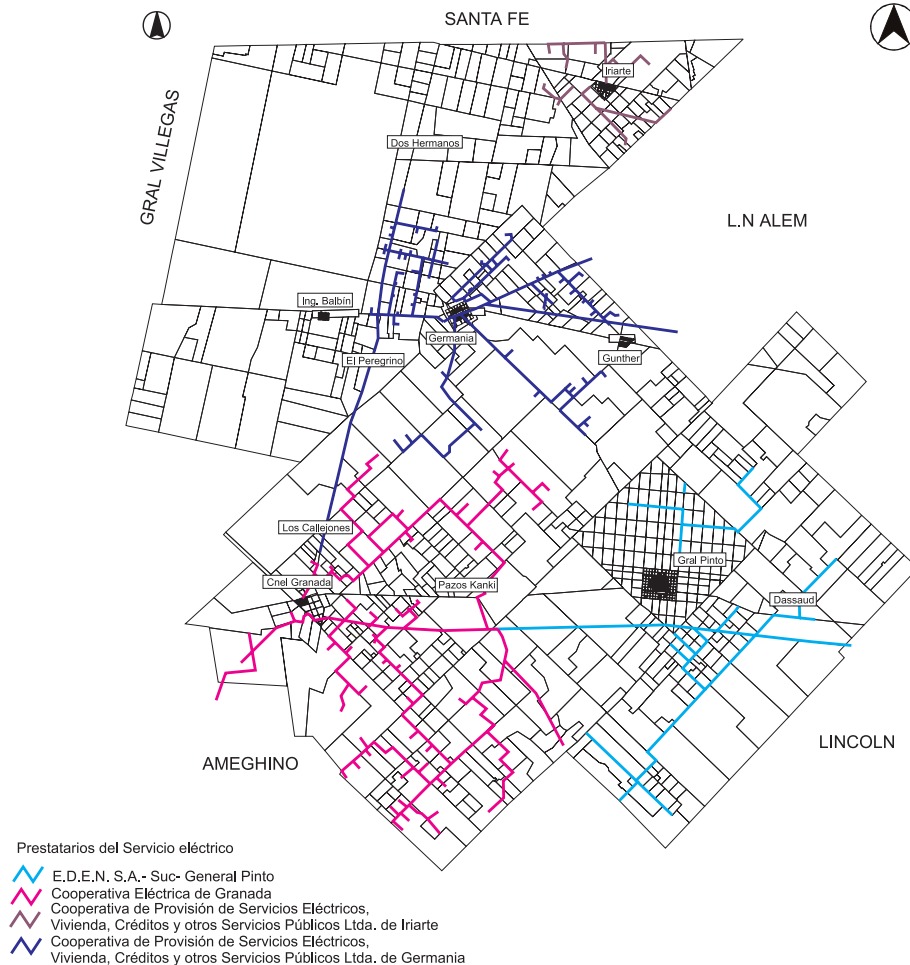 SANTA FE
Iriarte
Dos Hermanos
GRAL VILLEGAS
L.N ALEM
Ing. Balbín
Germania
El Peregrino
Gunther
Los Callejones
Gral Pinto
Cnel Granada
Pazos Kanki
Dassaud
LINCOLN
AMEGHINO
Prestatarios del Servicio eléctrico
E.D.E.N. S.A.- Suc- General Pinto
Cooperativa Eléctrica de Granada
Cooperativa de Provisión de Servicios Eléctricos,
Vivienda, Créditos y otros Servicios Públicos Ltda. de Iriarte
Cooperativa de Provisión de Servicios Eléctricos,
Vivienda, Créditos y otros Servicios Públicos Ltda. de Germania